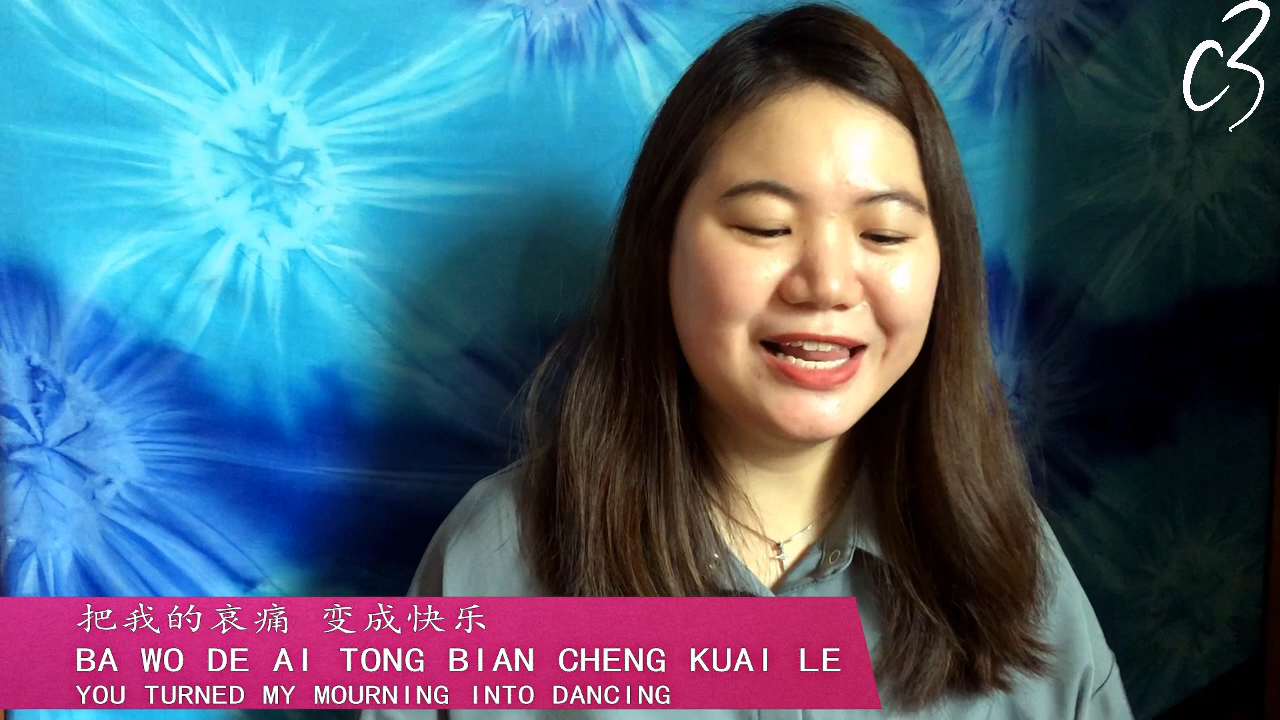 C3
把我的哀痛 变成快乐
BA WO DE AI TONG BIAN CHENG KUAI LE
YOU TURNED MY MOURNING INTO DANCING